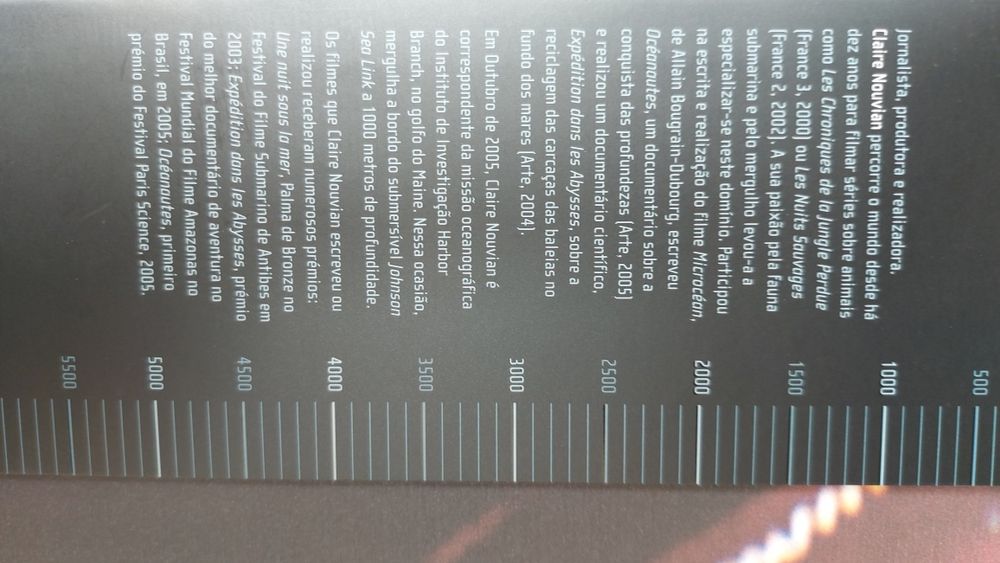 Jornalista, produtora e realizadora,
Claire Nouvian percorre o mundo desde há
dez anos para filmar séries sobre animais
como Les Chroniques de la Jungle Perdue
(France 3, 2000) ou Les Nuits Sauvages
(France 2, 2002). A sua paixão pela fauna
submarina e pelo mergulho levou-a a
especializar-se neste domínio. Participou
na escrita e realização do filme Microcéan,
de Allain Bougrain-Dubourg, escreveu
Océanautes, um documentário sobre a
conquista das profundezas (Arte, 2005)
e realizou um documentário científico,
Expédition dans les Abysses, sobre a
reciclagem das carcaças das baleias no
fundo dos mares (Arte, 2004).
Em Outubro de 2005, Claire Nouvian é
correspondente da missão oceanográfica
do Instituto de Investigação Harbor
Branch, no golfo do Maine. Nessa ocasião,
mergulha a bordo do submersível Johnson
Sea Link a 1000 metros de profundidade.
Os filmes que Claire Nouvian escreveu ou
realizou receberam numerosos prémios:
Une nuit sous la mer, Palma de Bronze no
Festival do Filme Submarino de Antibes em
2003; Expédition dans les Abysses, prémio
do melhor documentário de aventura no
Festival Mundial do Filme Amazonas no
Brasil, em 2005; Océanautes, primeiro
prémio do Festival Paris Science, 2005.
500
1000
1500
2000
2500
3000
3500
4000
4500
5000
5500